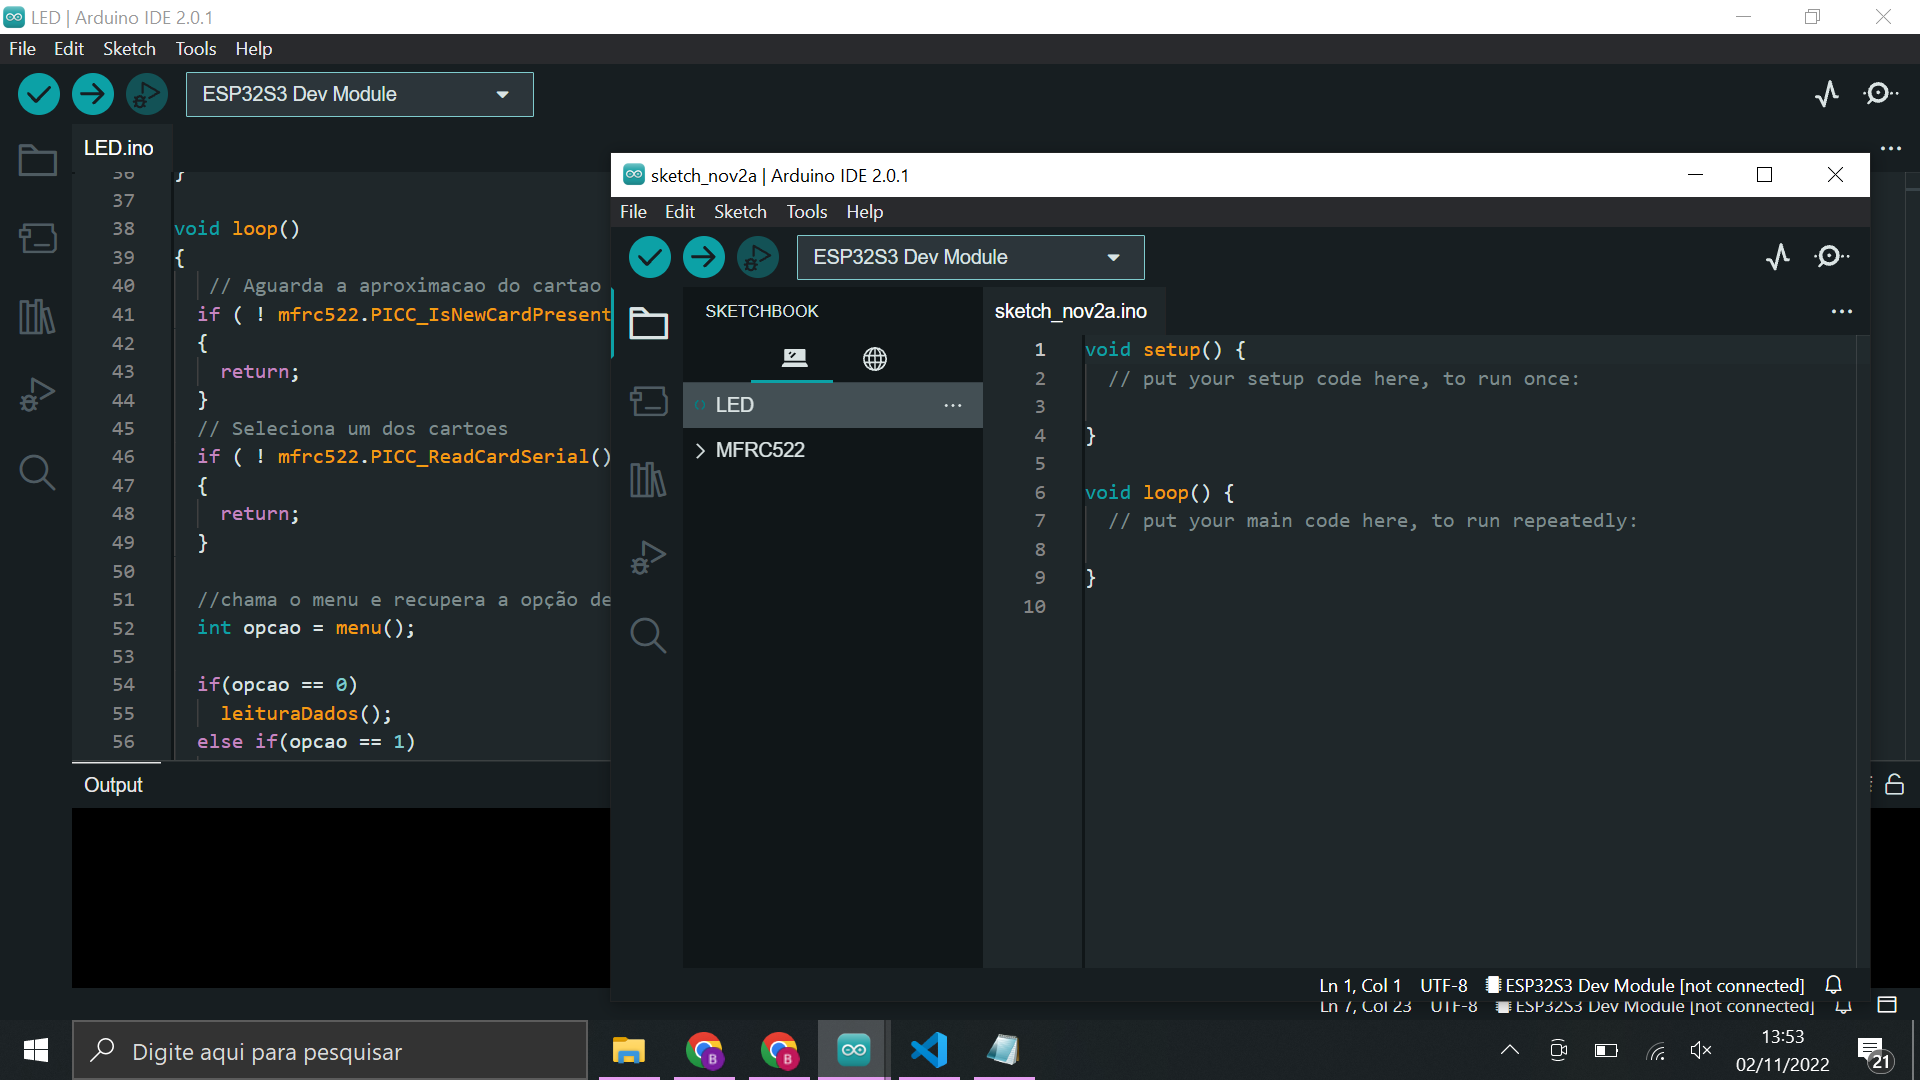 LED | Arduino IDE 2.0.1
File Edit Sketch Tools Help
ESP32S3 Dev Module
LED.ino
36 }
37
38 void loop()
39 {
40 // Aguarda a aproximacao do cartao
41 if ( ! mfrc522.PICC_IsNewCardPresent
42 {
43 return;
44 }
45 // Seleciona um dos cartoes
46 if ( ! mfrc522.PICC_ReadCardSerial()
47 {
48 return;
49 }
50
51 //chama o menu e recupera a opção de
52 int opcao = menu();
53
54 if(opcao == 0)
55 leituraDados();
56 else if(opcao == 1)
Output
sketch_nov2a | Arduino IDE 2.0.1
File Edit Sketch Tools Help
ESP32S3 Dev Module
SKETCHBOOK
LED
MFRC522
sketch_nov2a.ino
1 void setup() {
2 // put your setup code here, to run once:
3
4 }
5
6 void loop() {
7 // put your main code here, to run repeatedly:
8
9 }
10
Ln 1, Col 1 UTF-8 ESP32S3 Dev Module [not connected]
Ln 7, Col 23 UTF-8 ESP32S3 Dev Module [not connected]
Digite aqui para pesquisar
B
B
13:53
02/11/2022
21